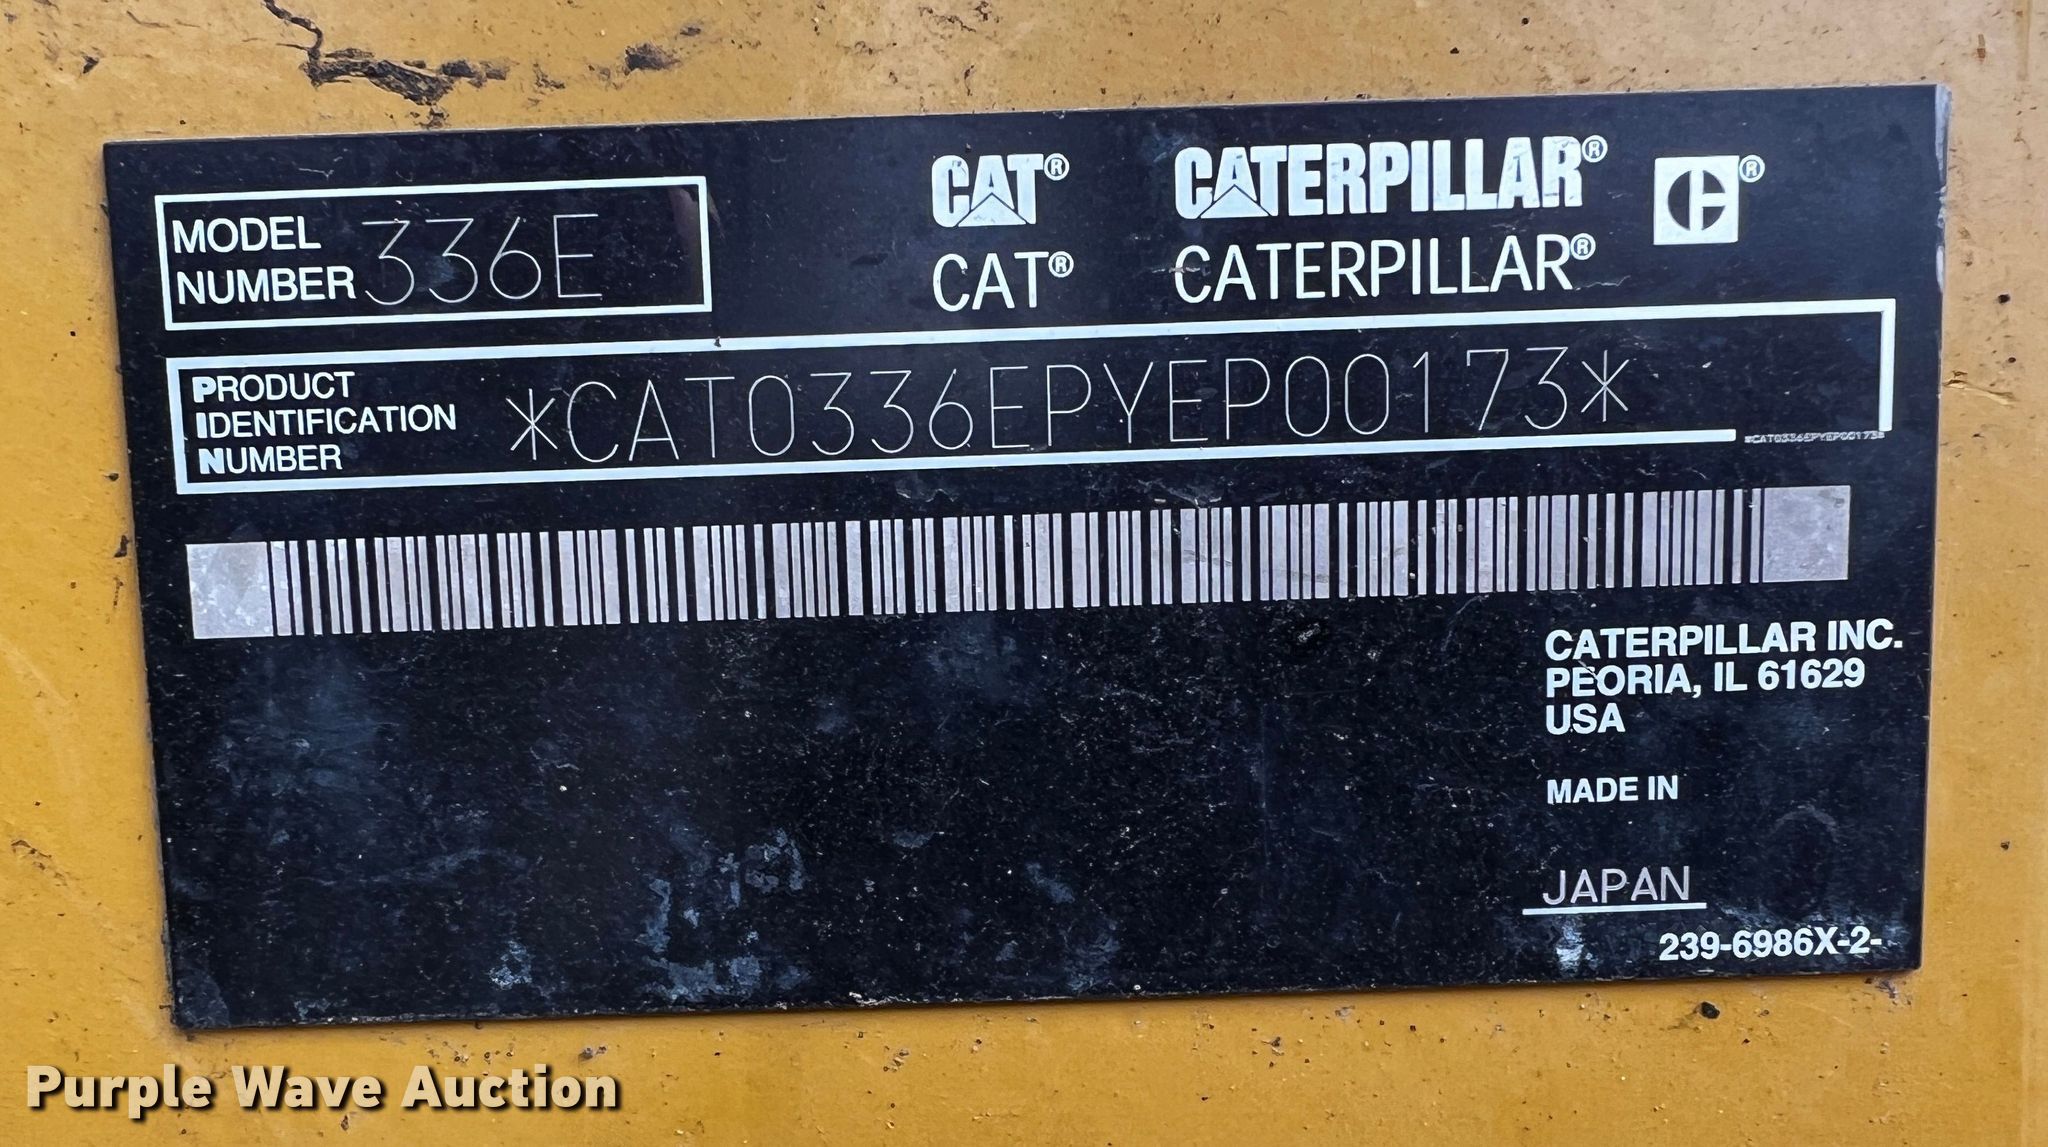 CAT® CATERPILLAR® C®
CAT® CATERPILLAR®
MODEL NUMBER 336E
PRODUCT IDENTIFICATION NUMBER *CAT0336EPYEP00173*
*CAT0336EPYEP00173*
CATERPILLAR INC.
PEORIA, IL 61629
USA
MADE IN
JAPAN
239-6986X-2-
Purple Wave Auction